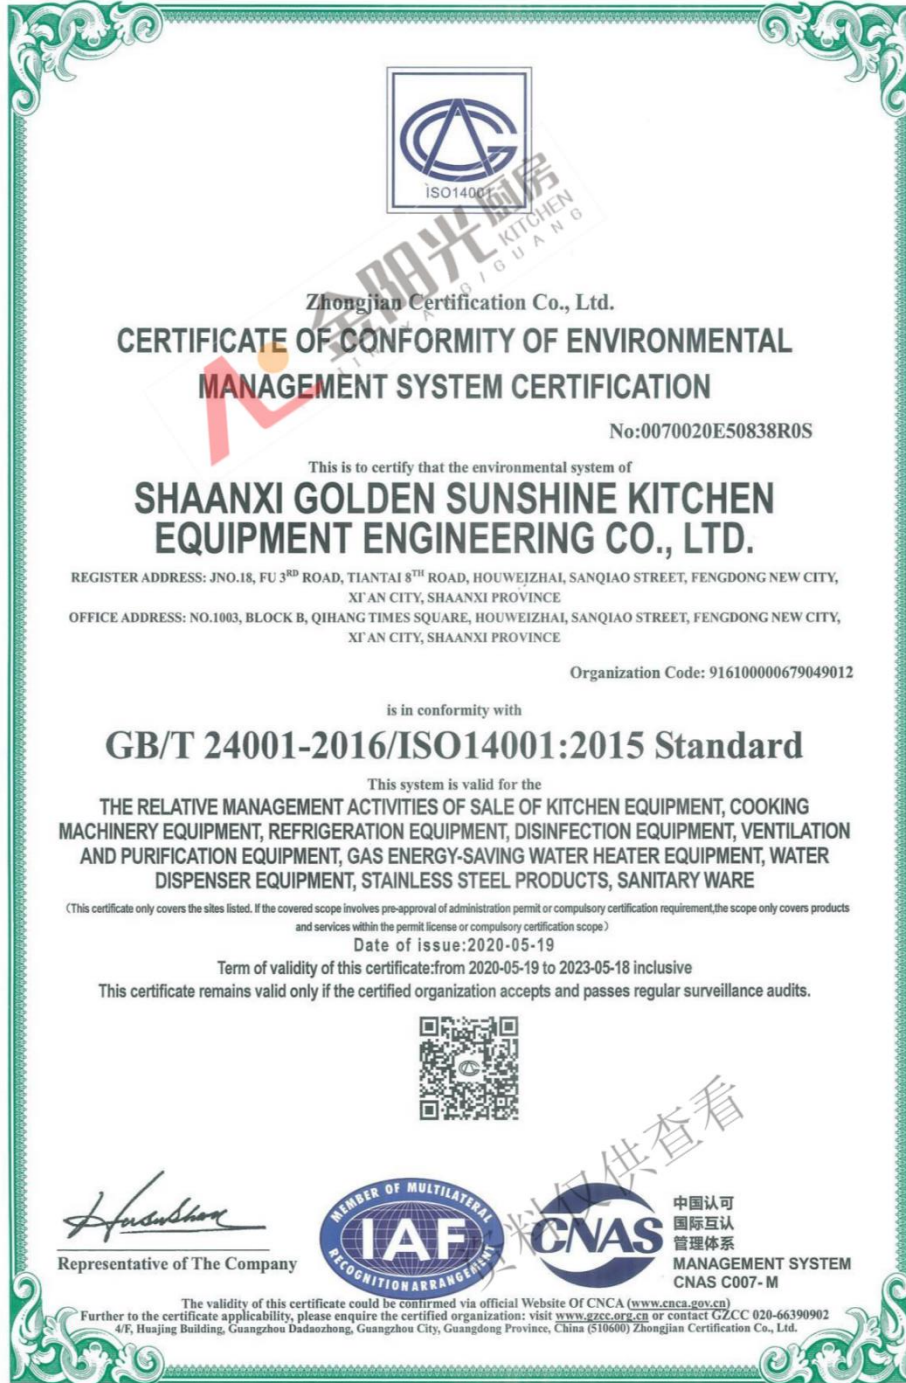 ISO14001
金阳光厨房
KITCHEN
Zhongjian Certification Co., Ltd.
CERTIFICATE OF CONFORMITY OF ENVIRONMENTAL
MANAGEMENT SYSTEM CERTIFICATION
No:0070020E50838R0S
This is to certify that the environmental system of
SHAANXI GOLDEN SUNSHINE KITCHEN
EQUIPMENT ENGINEERING CO., LTD.
REGISTER ADDRESS: JNO.18, FU 3RD ROAD, TIANTAI 8TH ROAD, HOUWEIZHAI, SANQIAO STREET, FENGDONG NEW CITY,
XI'AN CITY, SHAANXI PROVINCE
OFFICE ADDRESS: NO.1003, BLOCK B, QIHANG TIMES SQUARE, HOUWEIZHAI, SANQIAO STREET, FENGDONG NEW CITY,
XI'AN CITY, SHAANXI PROVINCE
Organization Code: 916100000679049012
is in conformity with
GB/T 24001-2016/ISO14001:2015 Standard
This system is valid for the
THE RELATIVE MANAGEMENT ACTIVITIES OF SALE OF KITCHEN EQUIPMENT, COOKING
MACHINERY EQUIPMENT, REFRIGERATION EQUIPMENT, DISINFECTION EQUIPMENT, VENTILATION
AND PURIFICATION EQUIPMENT, GAS ENERGY-SAVING WATER HEATER EQUIPMENT, WATER
DISPENSER EQUIPMENT, STAINLESS STEEL PRODUCTS, SANITARY WARE
(This certificate only covers the sites listed. If the covered scope involves pre-approval of administration permit or compulsory certification requirement,the scope only covers products
and services within the permit license or compulsory certification scope)
Date of issue:2020-05-19
Term of validity of this certificate:from 2020-05-19 to 2023-05-18 inclusive
This certificate remains valid only if the certified organization accepts and passes regular surveillance audits.
资料仅供查看
Representative of The Company
MEMBER OF MULTILATERAL
IAF
RECOGNITION ARRANGEMENT
CNAS
中国认可
国际互认
管理体系
MANAGEMENT SYSTEM
CNAS C007-M
The validity of this certificate could be confirmed via official Website Of CNCA (www.cnca.gov.cn)
Further to the certificate applicability, please enquire the certified organization: visit www.gzcc.org.cn or contact GZCC 020-66390902
4/F, Huajing Building, Guangzhou Dadaozhong, Guangzhou City, Guangdong Province, China (510600) Zhongjian Certification Co., Ltd.